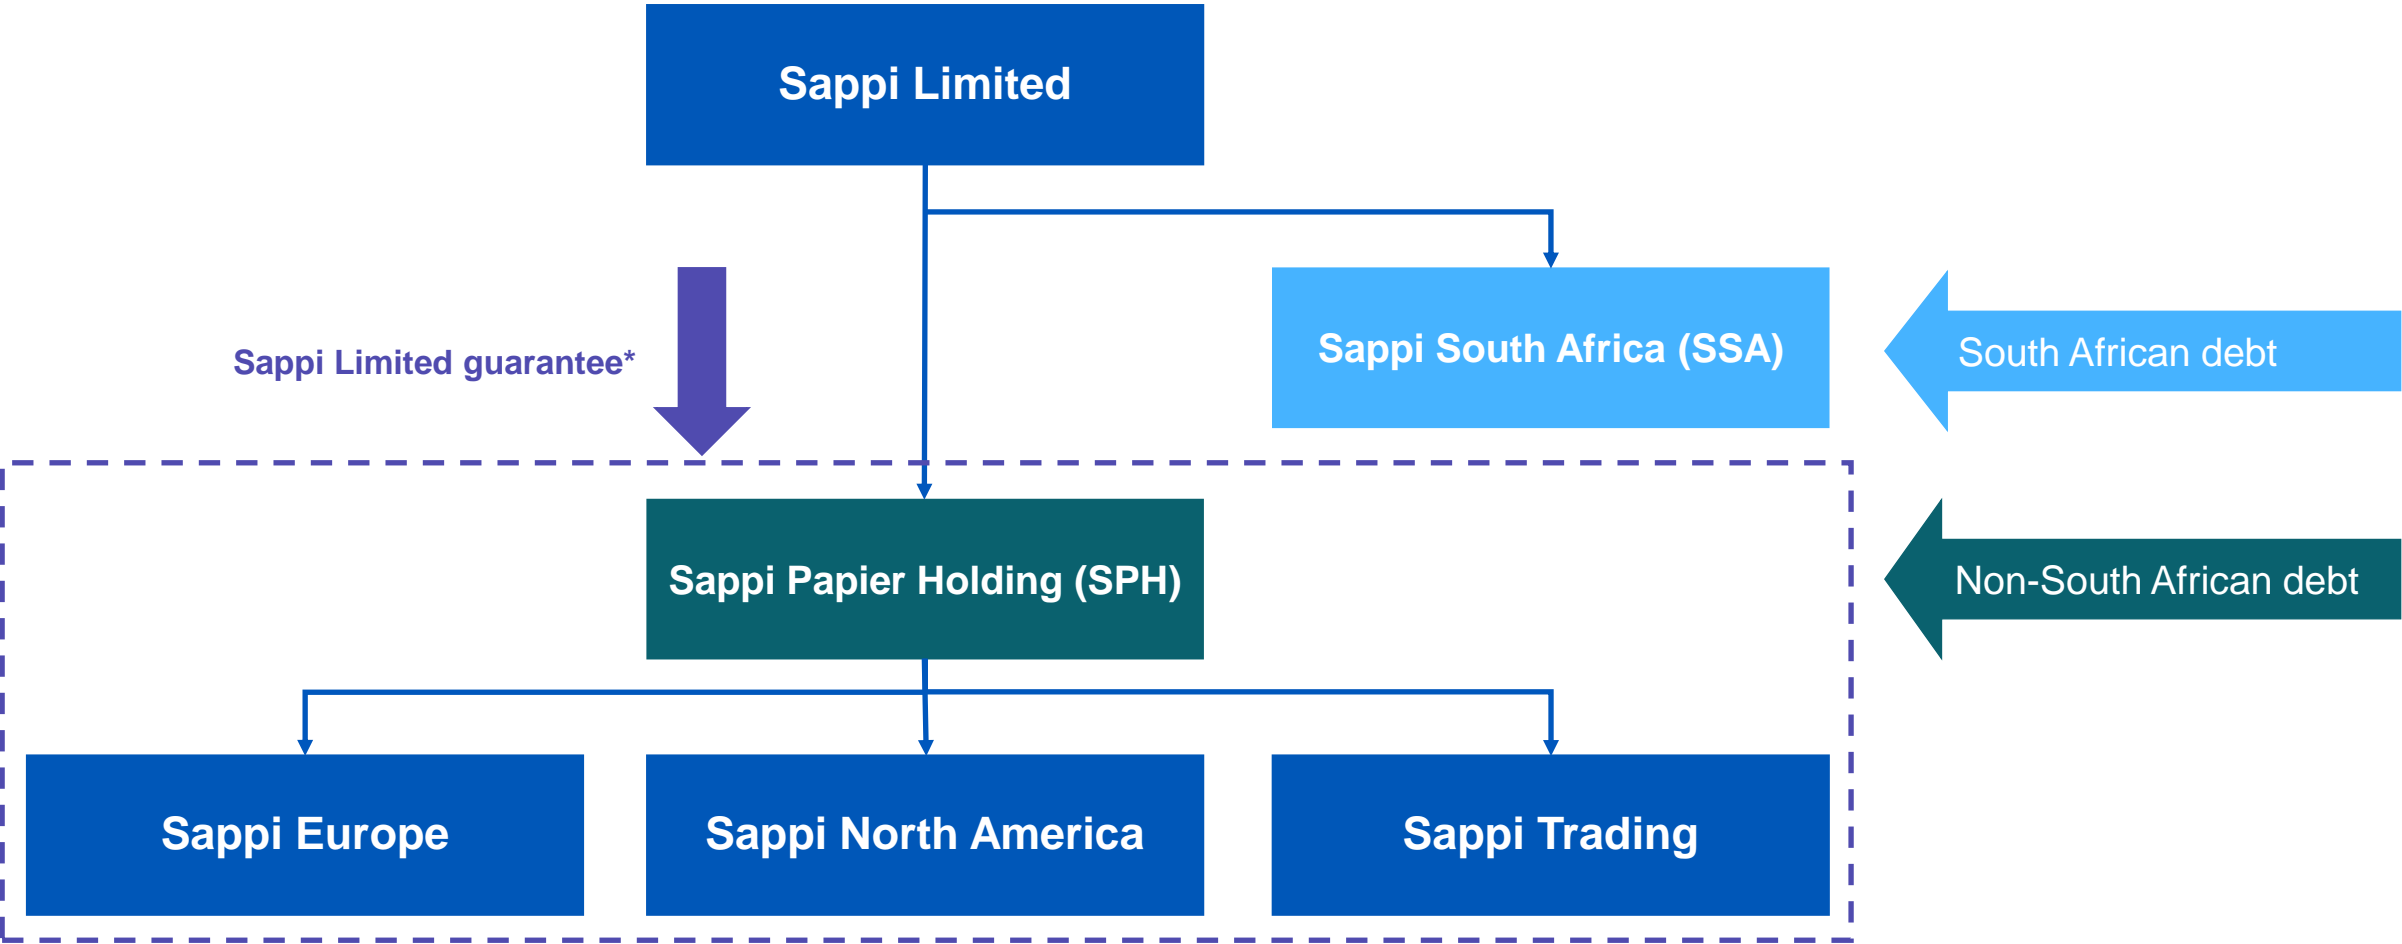 Sappi Limited
Sappi Limited guarantee*
Sappi South Africa (SSA)
South African debt
Sappi Papier Holding (SPH)
Non-South African debt
Sappi Europe
Sappi North America
Sappi Trading